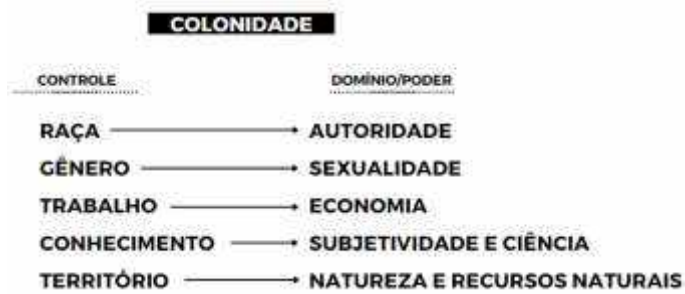 COLONIDADE
CONTROLE DOMÍNIO/PODER
RAÇA AUTORIDADE
GÊNERO SEXUALIDADE
TRABALHO ECONOMIA
CONHECIMENTO SUBJETIVIDADE E CIÊNCIA
TERRITÓRIO NATUREZA E RECURSOS NATURAIS